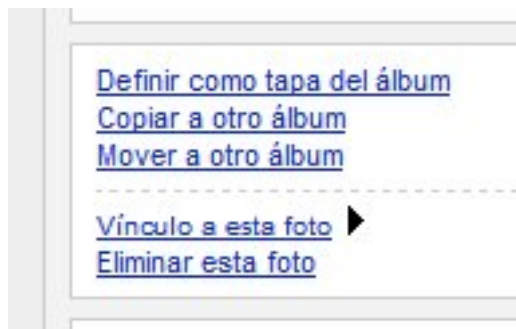 Definir como tapa del álbum
Copiar a otro álbum
Mover a otro álbum
Vínculo a esta foto
Eliminar esta foto